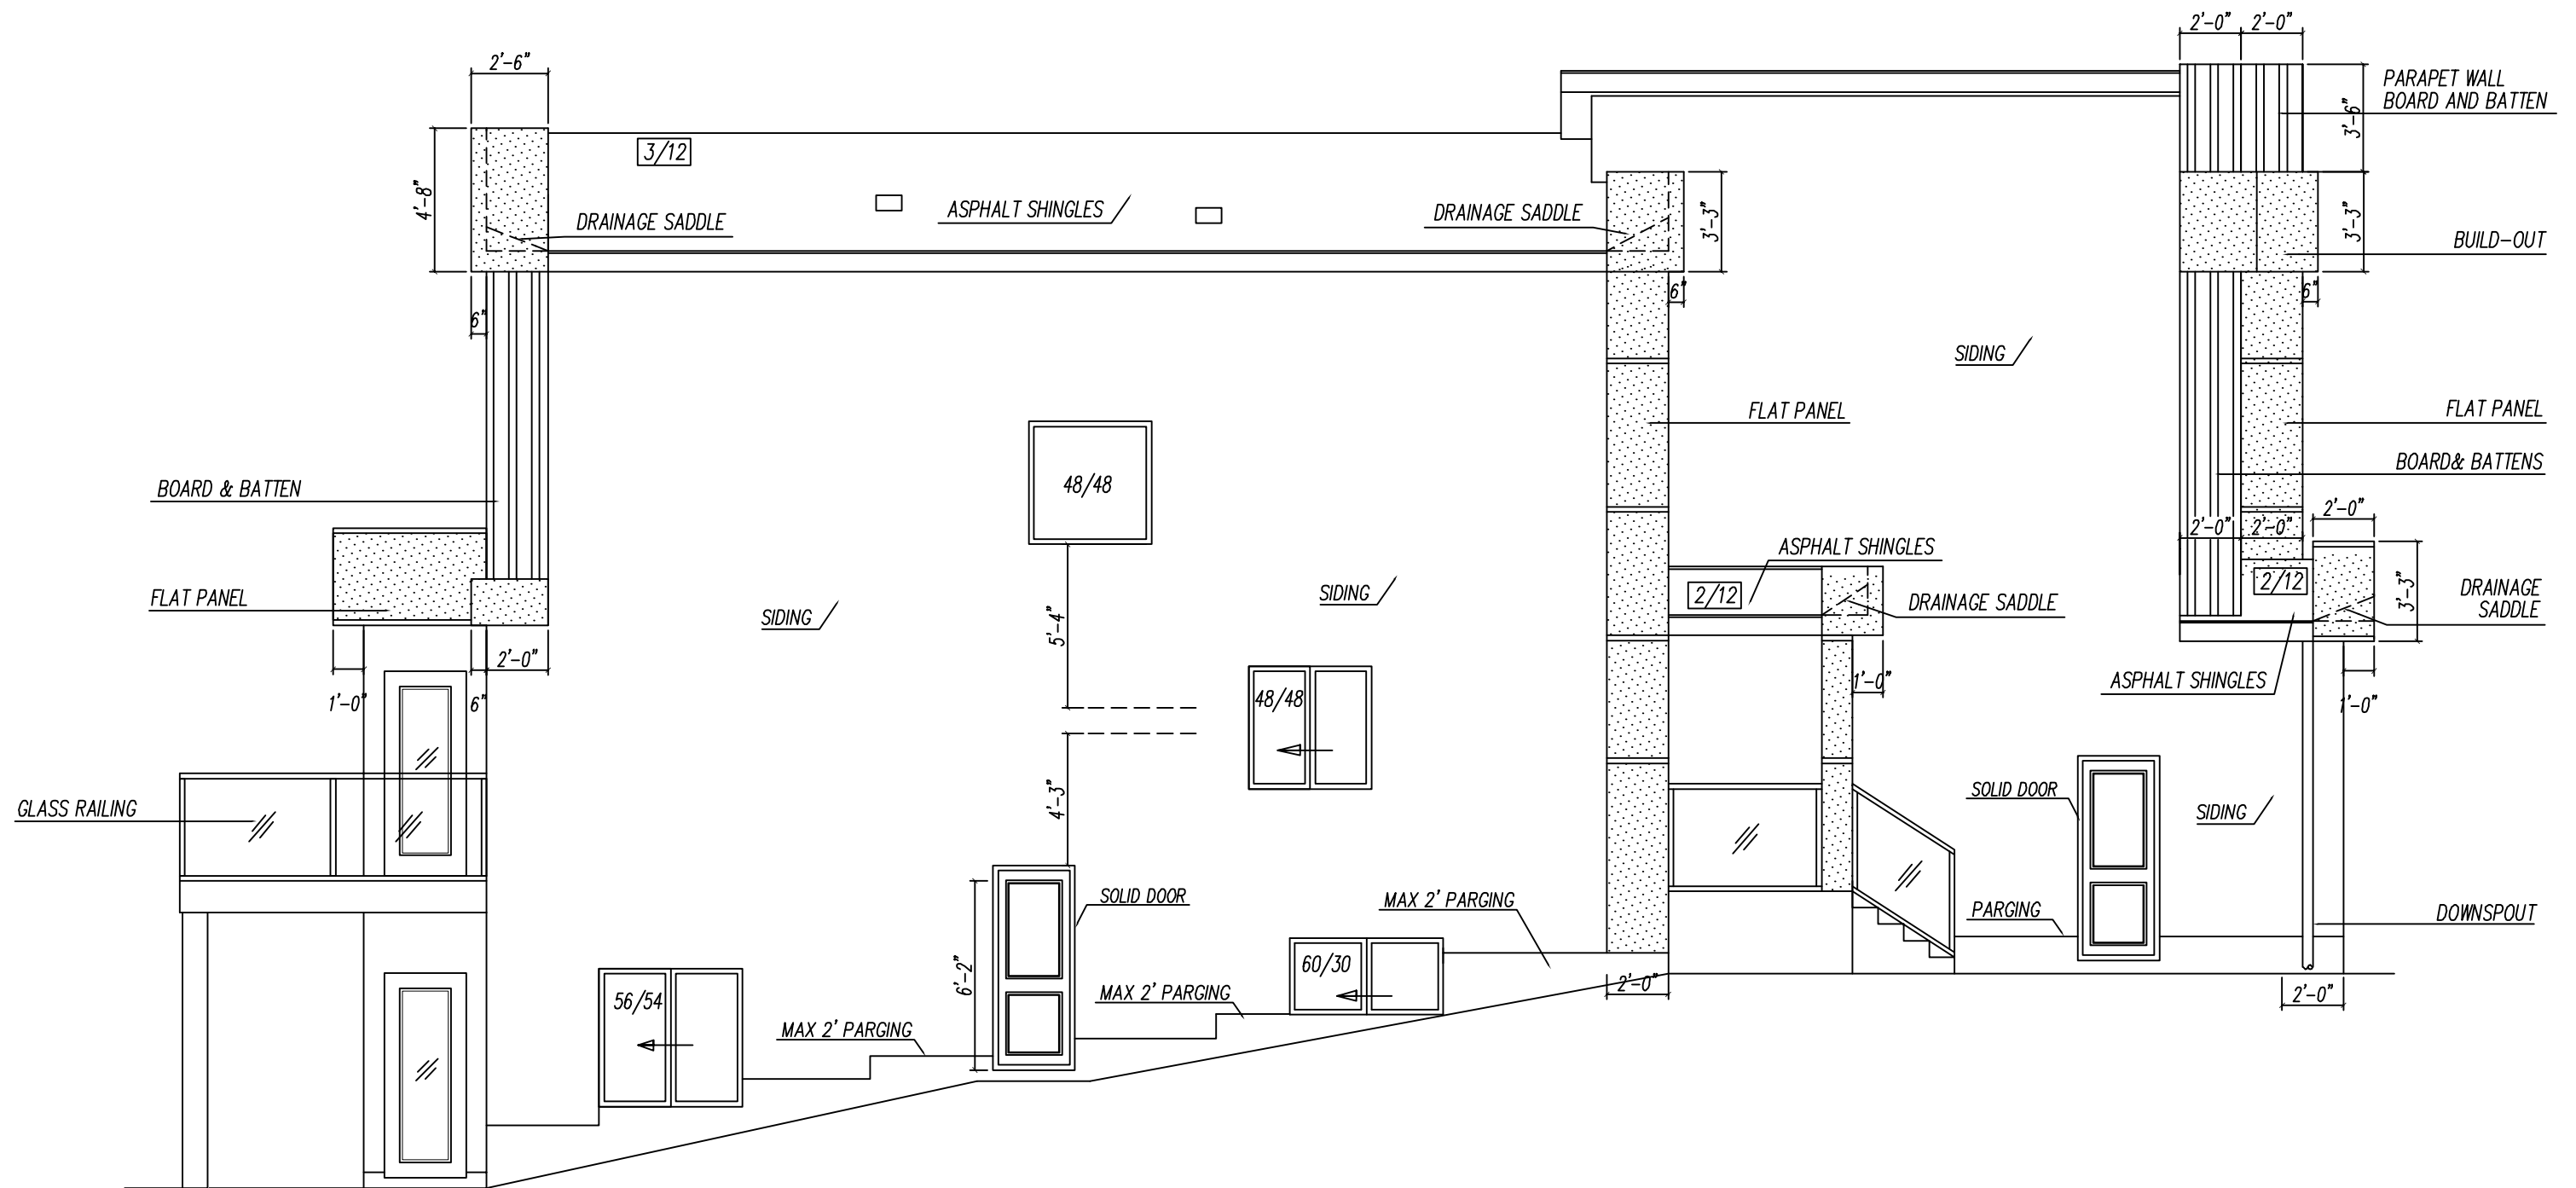 2'-0" 2'-0"
2'-6"
PARAPET WALL
BOARD AND BATTEN
3'-6"
3/12
4'-8"
DRAINAGE SADDLE
ASPHALT SHINGLES
DRAINAGE SADDLE
3'-3"
3'-3"
BUILD-OUT
6"
6"
6"
SIDING
FLAT PANEL
FLAT PANEL
BOARD & BATTEN
48/48
BOARD& BATTENS
2'-0"
2'-0" 2'-0"
ASPHALT SHINGLES
FLAT PANEL
SIDING
SIDING
5'-4"
2/12
DRAINAGE SADDLE
2/12
3'-3"
DRAINAGE
SADDLE
2'-0"
1'-0"
6"
48/48
1'-0"
ASPHALT SHINGLES
1'-0"
GLASS RAILING
4'-3"
SOLID DOOR
SIDING
SOLID DOOR
MAX 2' PARGING
PARGING
DOWNSPOUT
6'-2"
60/30
56/54
MAX 2' PARGING
2'-0"
2'-0"
MAX 2' PARGING